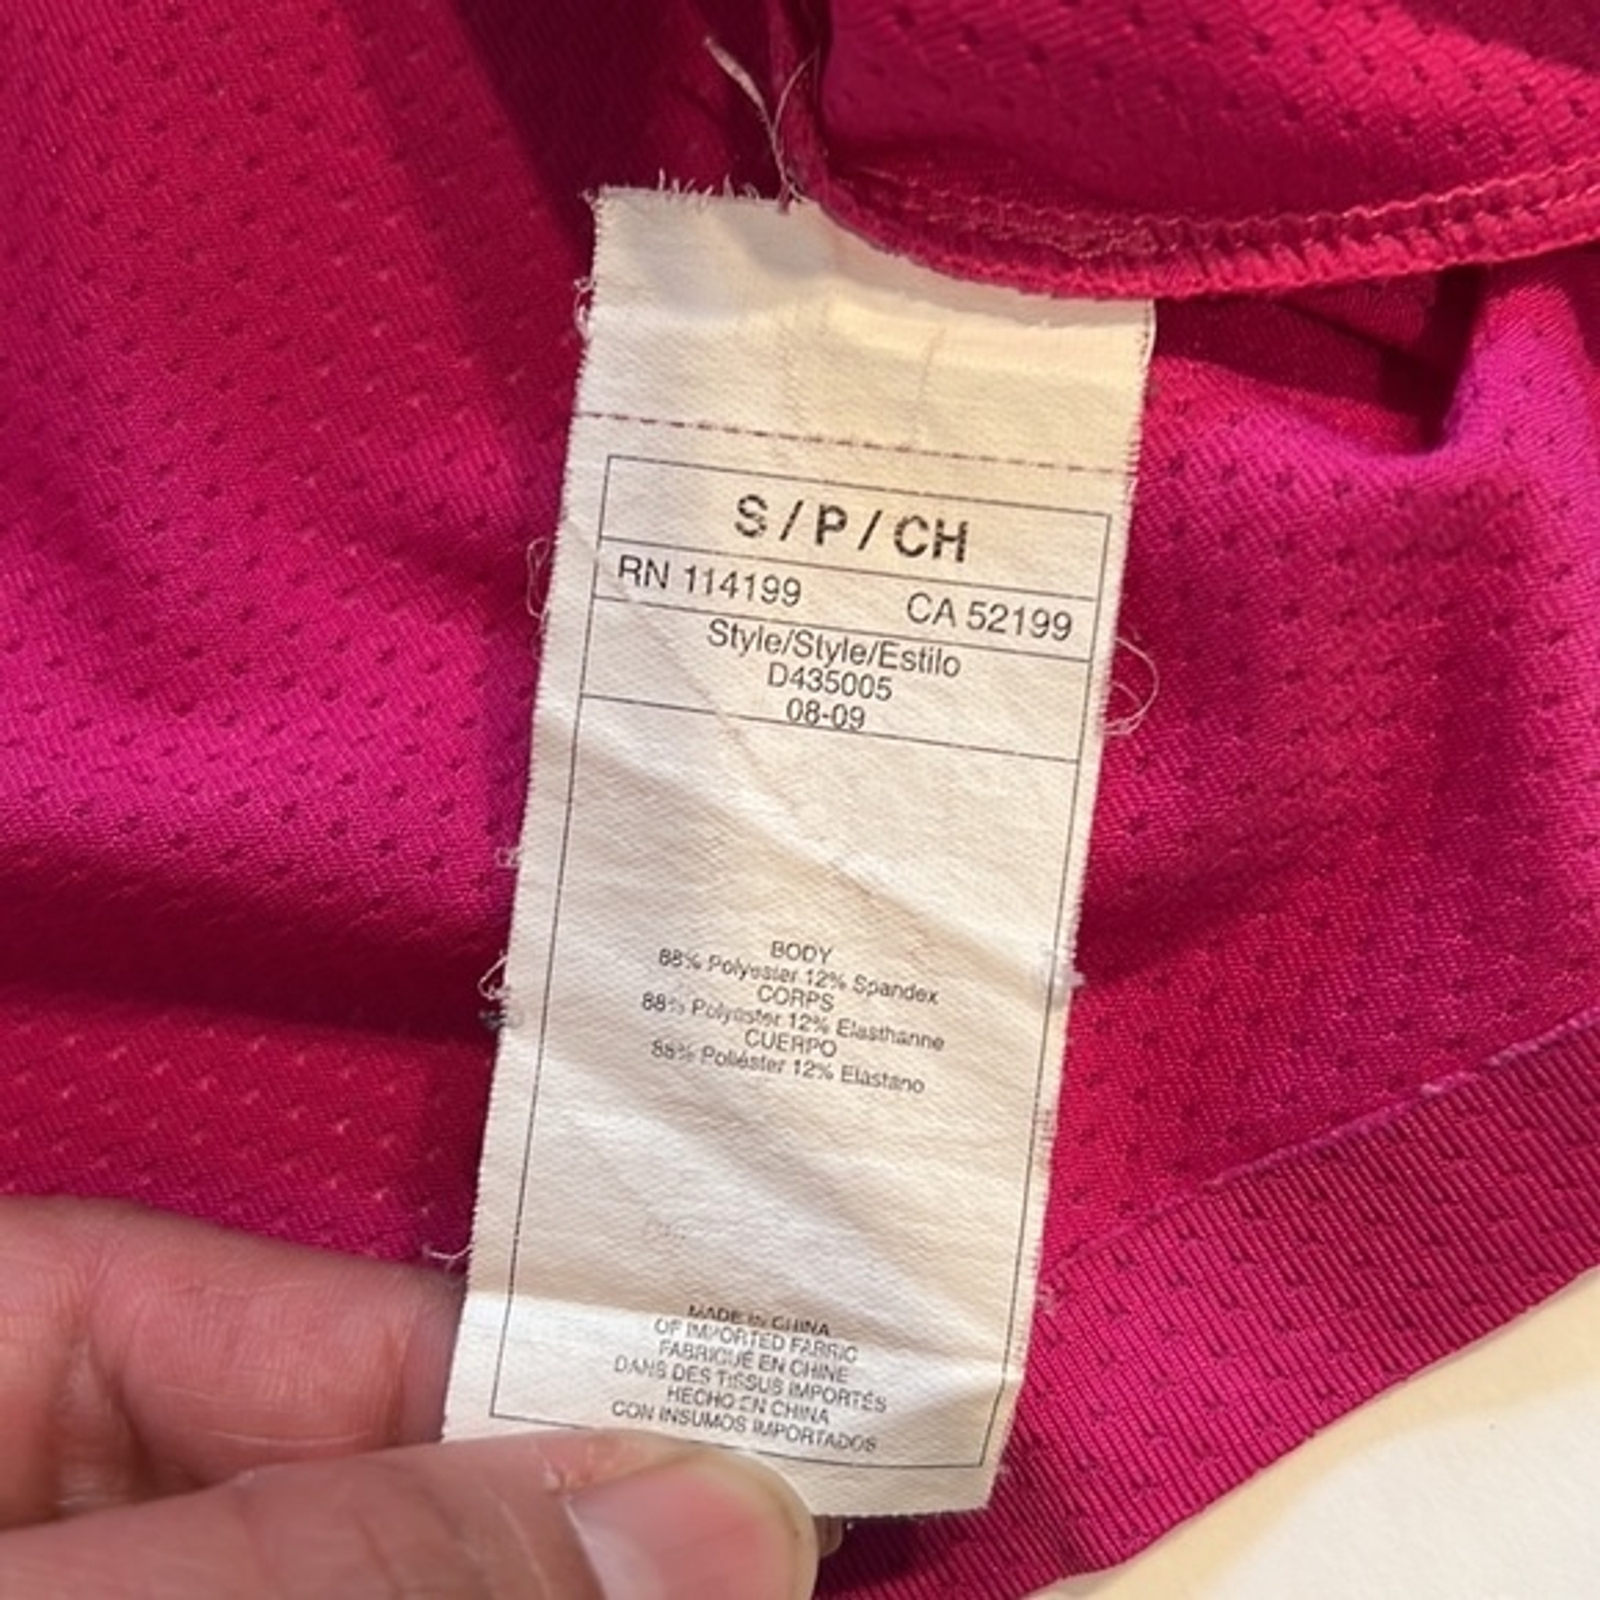 S / P / CH
RN 114199 CA 52199
Style/Style/Estilo
D435005
08-09
BODY
88% Polyester 12% Spandex
CORPS
88% Polyester 12% Elasthanne
CUERPO
88% Poliéster 12% Elastano
MADE IN CHINA
OF IMPORTED FABRIC
FABRIQUÉ EN CHINE
DANS DES TISSUS IMPORTÉS
HECHO EN CHINA
CON INSUMOS IMPORTADOS